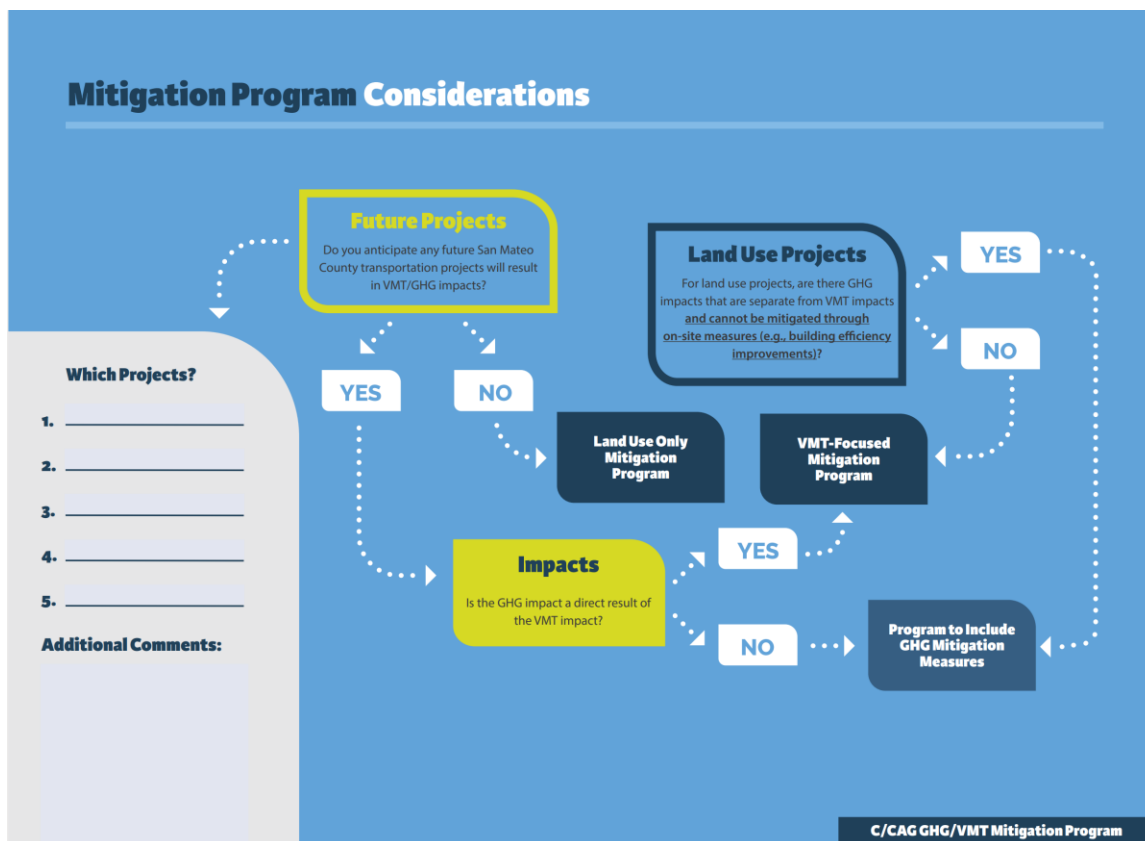 Mitigation Program Considerations
Future Projects
Do you anticipate any future San Mateo
County transportation projects will result
in VMT/GHG impacts?
Land Use Projects
For land use projects, are there GHG
impacts that are separate from VMT impacts
and cannot be mitigated through
on-site measures (e.g., building efficiency
improvements)?
YES
NO
Which Projects?
1.
2.
3.
4.
5.
Additional Comments:
YES
NO
Land Use Only
Mitigation
Program
VMT-Focused
Mitigation
Program
Impacts
Is the GHG impact a direct result of
the VMT impact?
YES
NO
Program to Include
GHG Mitigation
Measures
C/CAG GHG/VMT Mitigation Program